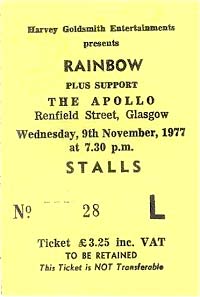 Harvey Goldsmith Entertainments
presents
RAINBOW
PLUS SUPPORT
THE APOLLO
Renfield Street, Glasgow
Wednesday, 9th November, 1977
at 7.30 p.m.
STALLS
No 28 L
Ticket £3.25 inc. VAT
TO BE RETAINED
This Ticket is NOT Transferable